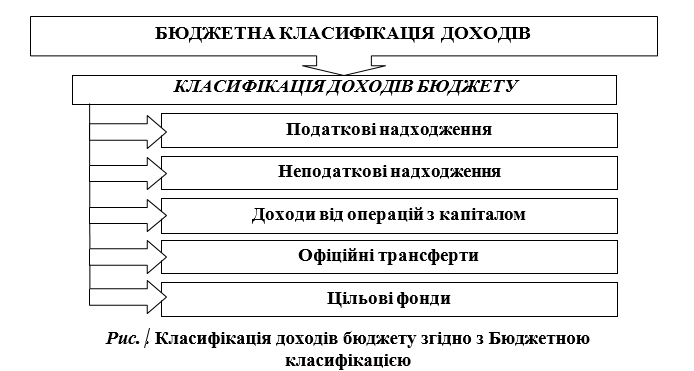 БЮДЖЕТНА КЛАСИФІКАЦІЯ ДОХОДІВ
КЛАСИФІКАЦІЯ ДОХОДІВ БЮДЖЕТУ
Податкові надходження
Неподаткові надходження
Доходи від операцій з капіталом
Офіційні трансферти
Цільові фонди
Рис. /. Класифікація доходів бюджету згідно з Бюджетною
класифікацією